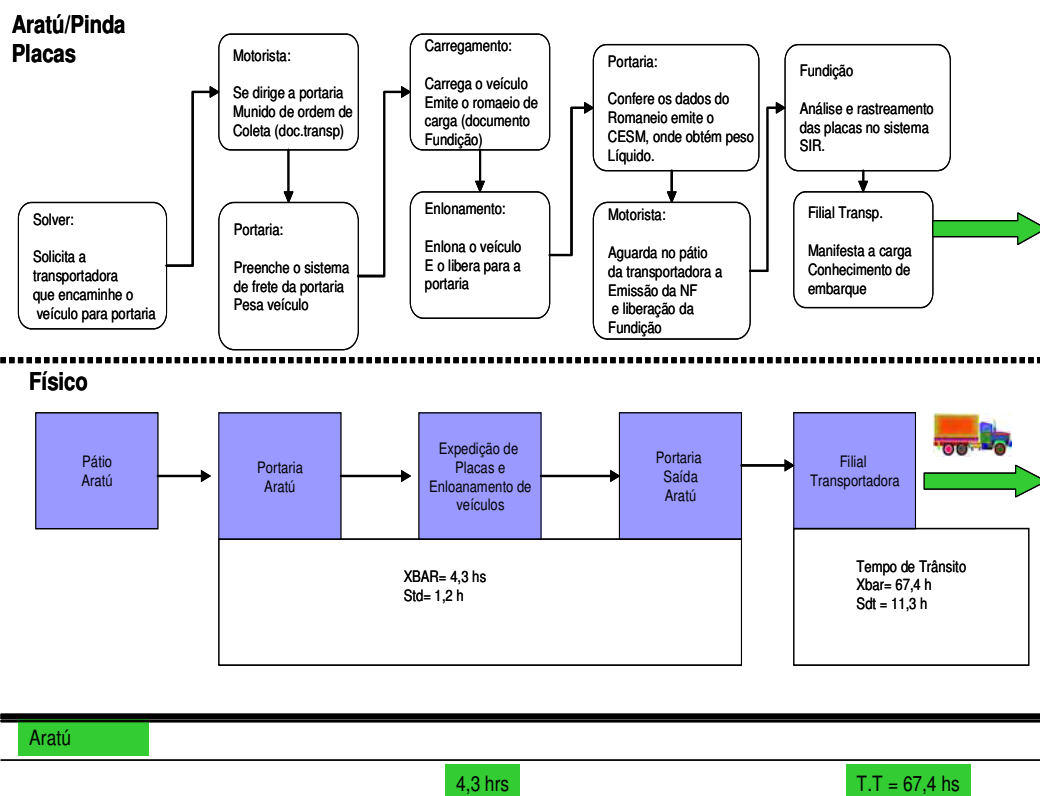 Aratú/Pinda
Placas
Solver:
Solicita a
transportadora
que encaminhe o
veículo para portaria
Motorista:
Se dirige a portaria
Munido de ordem de
Coleta (doc.transp)
Portaria:
Preenche o sistema
de frete da portaria
Pesa veículo
Carregamento:
Carrega o veículo
Emite o romaeio de
carga (documento
Fundição)
Enlonamento:
Enlona o veículo
E o libera para a
portaria
Portaria:
Confere os dados do
Romaneio emite o
CESM, onde obtém peso
Líquido.
Motorista:
Aguarda no pátio
da transportadora a
Emissão da NF
e liberação da
Fundição
Fundição
Análise e rastreamento
das placas no sistema
SIR.
Filial Transp.
Manifesta a carga
Conhecimento de
embarque
Físico
Pátio
Aratú
Portaria
Aratú
Expedição de
Placas e
Enloanamento de
veículos
Portaria
Saída
Aratú
Filial
Transportadora
XBAR= 4,3 hs
Std= 1,2 h
Tempo de Trânsito
Xbar= 67,4 h
Sdt = 11,3 h
Aratú
4,3 hrs
T.T = 67,4 hs